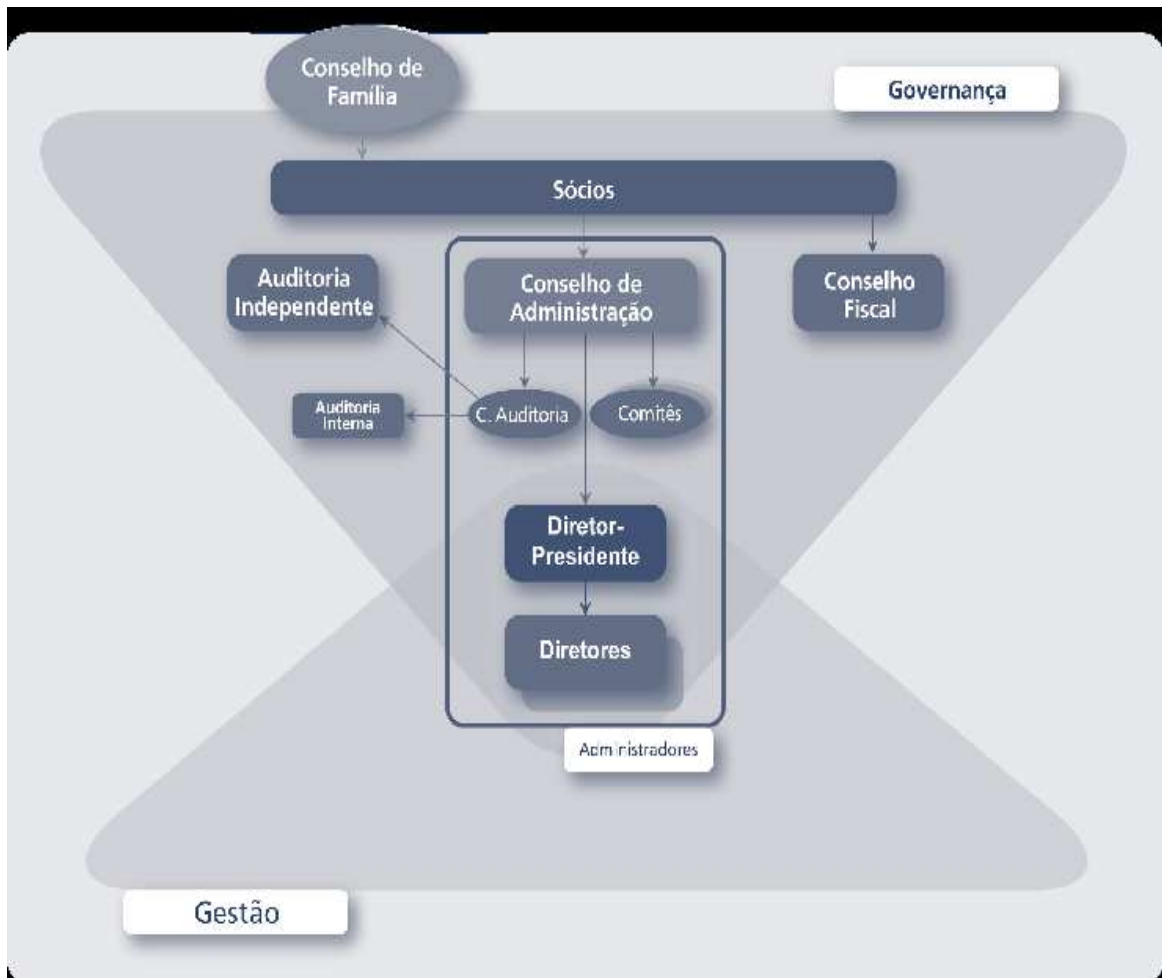 Conselho de
Família
Governança
Sócios
Auditoria
Independente
Conselho de
Administração
Conselho
Fiscal
Auditoria
Interna
C. Auditoria
Comitês
Diretor-
Presidente
Diretores
Administradores
Gestão